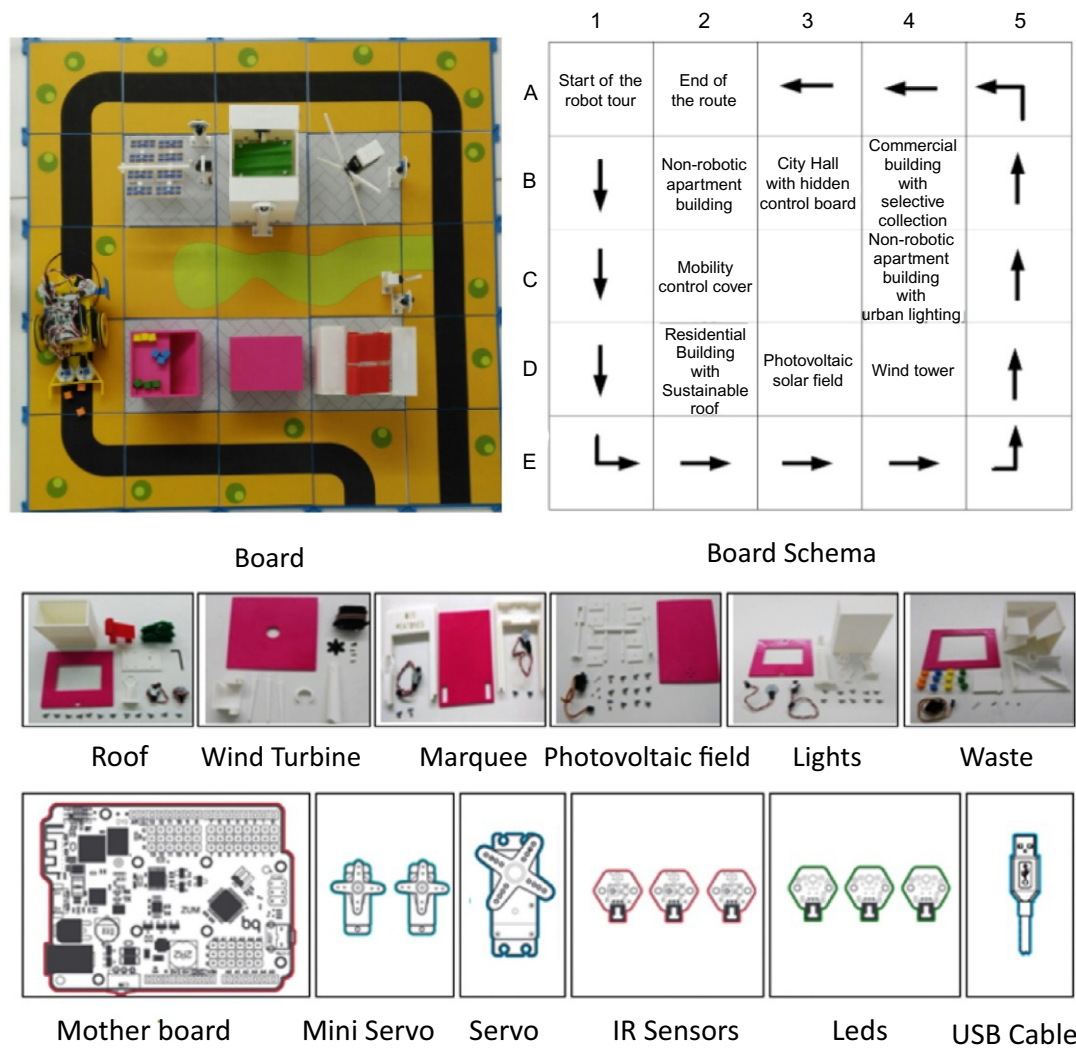 1 2 3 4 5
A
Start of the
robot tour
End of
the route
B
Non-robotic
apartment
building
City Hall
with hidden
control board
Commercial
building
with
selective
collection
C
Mobility
control cover
Non-robotic
apartment
building
with
urban lighting
D
Residential
Building
with
Sustainable
roof
Photovoltaic
solar field
Wind tower
E
Board
Board Schema
Roof
Wind Turbine
Marquee
Photovoltaic field
Lights
Waste
ZUM
bq
2R2
Mother board
Mini Servo
Servo
IR Sensors
Leds
USB Cable